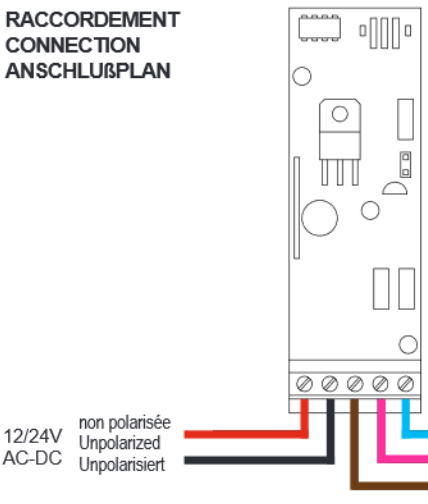 RACCORDEMENT
CONNECTION
ANSCHLUßPLAN
12/24V
AC-DC
non polarisée
Unpolarized
Unpolarisiert